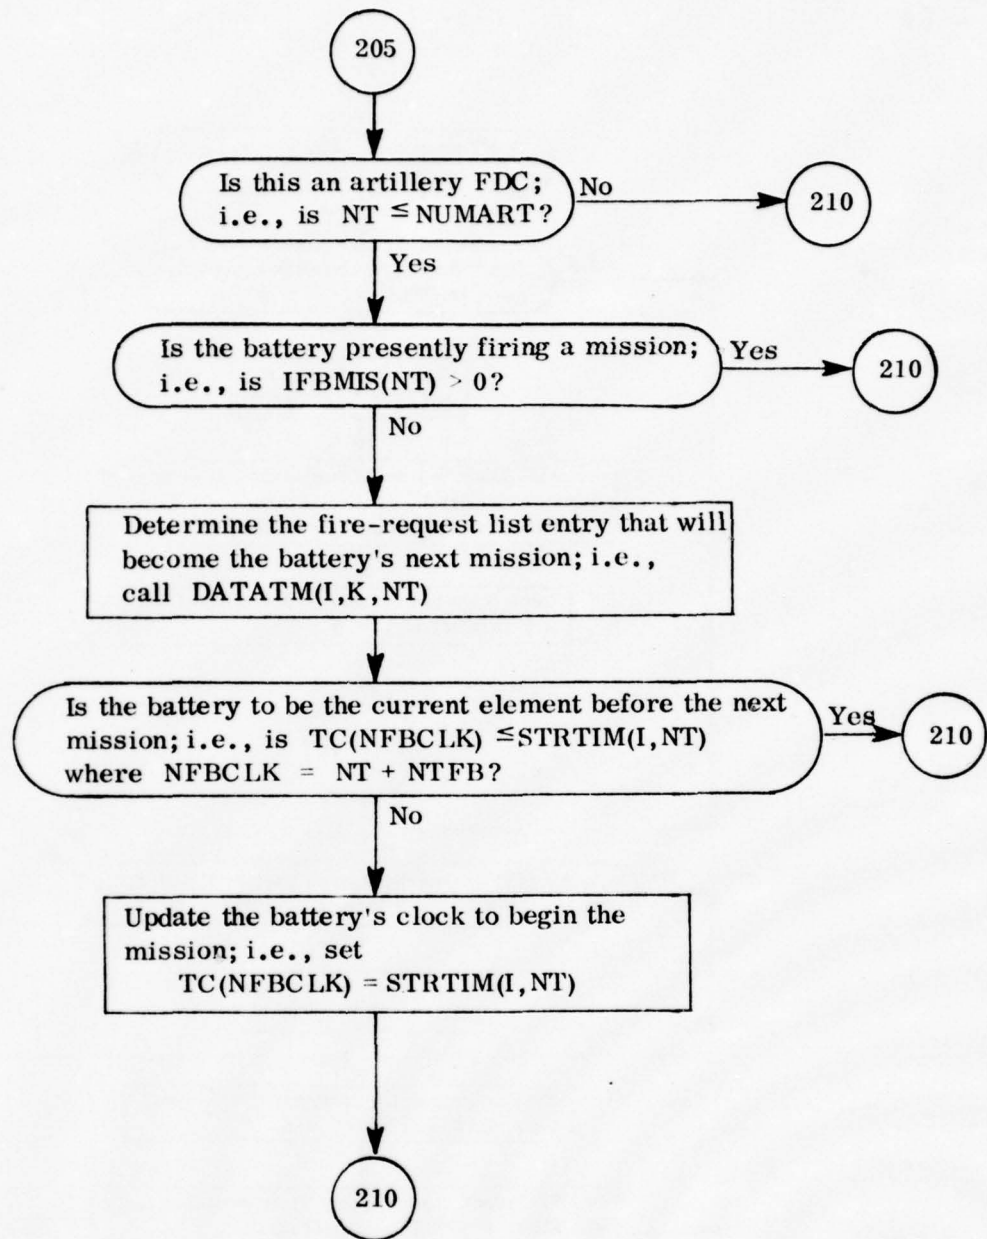 205
Is this an artillery FDC;
i.e., is NT ≤ NUMART?
No
210
Yes
Is the battery presently firing a mission;
i.e., is IFBMIS(NT) > 0?
Yes
210
No
Determine the fire-request list entry that will
become the battery's next mission; i.e.,
call DATATM(I,K,NT)
Is the battery to be the current element before the next
mission; i.e., is TC(NFBCLK) ≤STRTIM(I,NT)
where NFBCLK = NT + NTFB?
Yes
210
No
Update the battery's clock to begin the
mission; i.e., set
TC(NFBCLK) = STRTIM(I,NT)
210